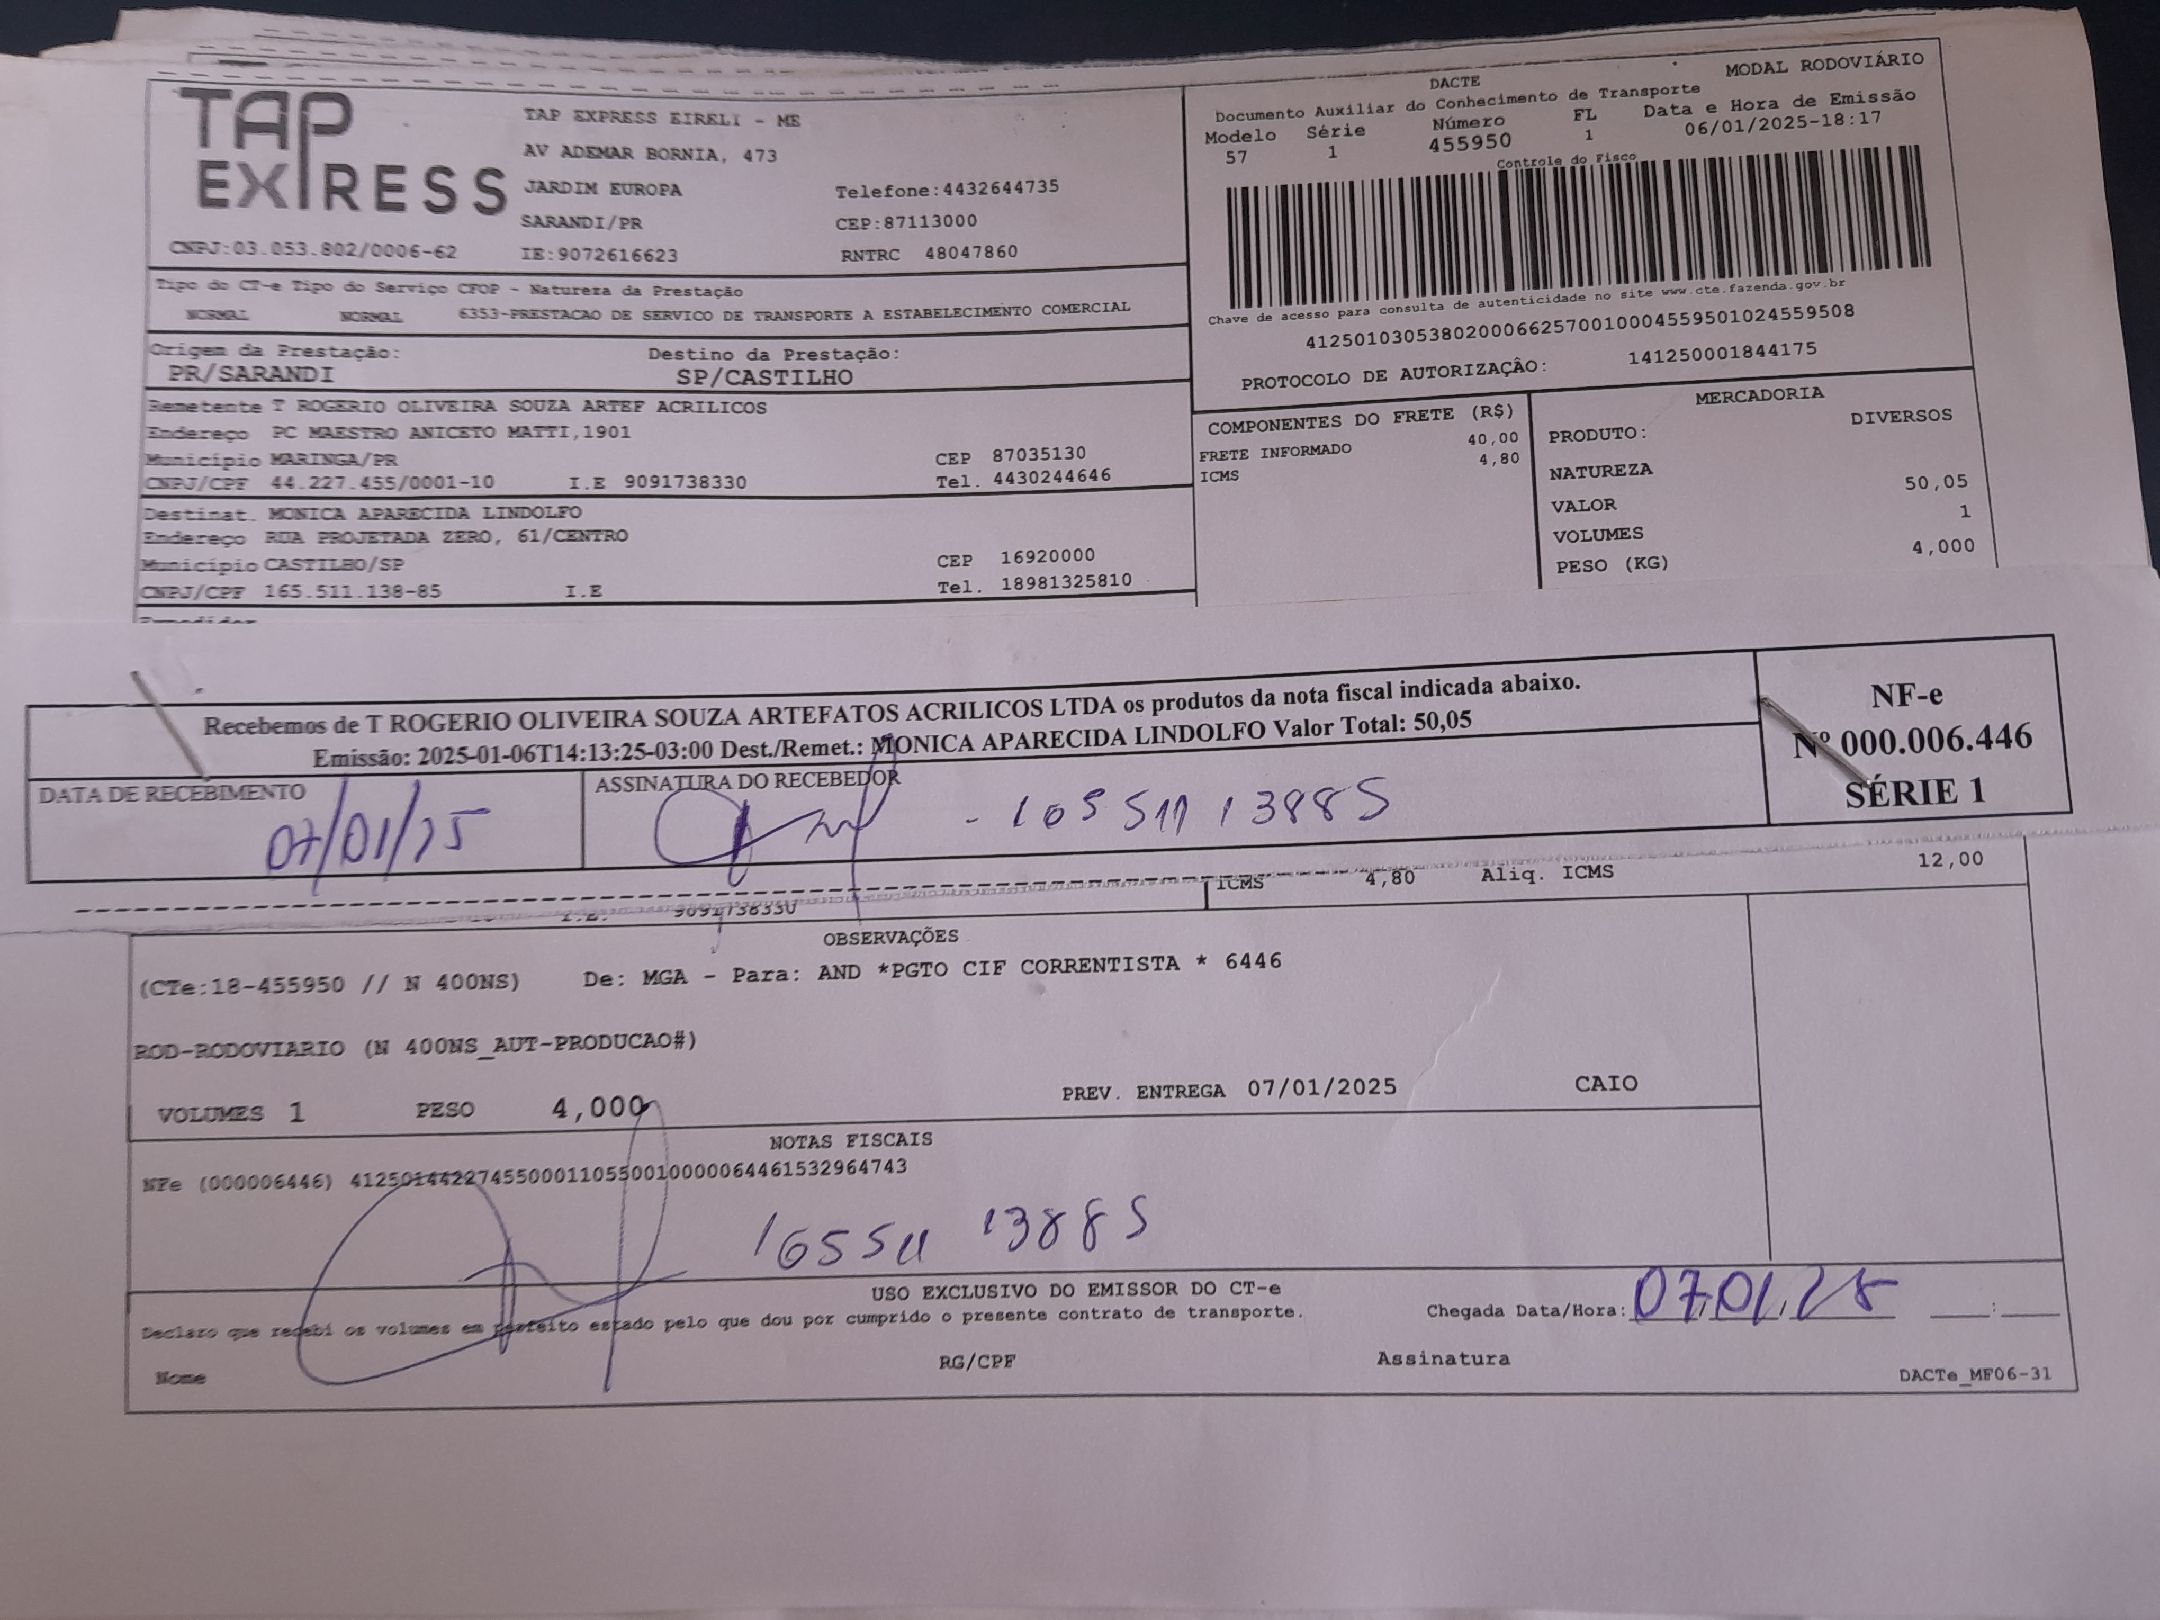 TAP EXPRESS
TAP EXPRESS EIRELI - ME
AV ADEMAR BORNIA, 473
JARDIM EUROPA Telefone:4432644735
SARANDI/PR CEP:87113000
CNPJ:03.053.802/0006-62 IE:9072616623 RNTRC 48047860
DACTE MODAL RODOVIÁRIO
Documento Auxiliar do Conhecimento de Transporte
Modelo Série Número FL Data e Hora de Emissão
57 1 455950 1 06/01/2025-18:17
Controle do Fisco
Chave de acesso para consulta de autenticidade no site www.cte.fazenda.gov.br
41250103053802000662570010004559501024559508
PROTOCOLO DE AUTORIZAÇÃO: 141250001844175
Tipo do CT-e Tipo do Serviço CFOP - Natureza da Prestação
NORMAL NORMAL 6353-PRESTACAO DE SERVICO DE TRANSPORTE A ESTABELECIMENTO COMERCIAL
Origem da Prestação: Destino da Prestação:
PR/SARANDI SP/CASTILHO
Remetente T ROGERIO OLIVEIRA SOUZA ARTEF ACRILICOS
Endereço PC MAESTRO ANICETO MATTI,1901
Município MARINGA/PR CEP 87035130
CNPJ/CPF 44.227.455/0001-10 I.E 9091738330 Tel. 4430244646
Destinat. MONICA APARECIDA LINDOLFO
Endereço RUA PROJETADA ZERO, 61/CENTRO
Município CASTILHO/SP CEP 16920000
CNPJ/CPF 165.511.138-85 I.E Tel. 18981325810
COMPONENTES DO FRETE (R$)
FRETE INFORMADO 40,00
ICMS 4,80
MERCADORIA
PRODUTO: DIVERSOS
NATUREZA
VALOR 50,05
VOLUMES 1
PESO (KG) 4,000
Recebemos de T ROGERIO OLIVEIRA SOUZA ARTEFATOS ACRILICOS LTDA os produtos da nota fiscal indicada abaixo.
Emissão: 2025-01-06T14:13:25-03:00 Dest./Remet.: MONICA APARECIDA LINDOLFO Valor Total: 50,05
NF-e
Nº 000.006.446
SÉRIE 1
DATA DE RECEBIMENTO ASSINATURA DO RECEBEDOR
07/01/25 - 165 511 13885
I.E. 9091738330 ICMS 4,80 Aliq. ICMS 12,00
OBSERVAÇÕES
(CTe:18-455950 // N 400NS) De: MGA - Para: AND *PGTO CIF CORRENTISTA * 6446
ROD-RODOVIARIO (N 400NS_AUT-PRODUCAO#)
VOLUMES 1 PESO 4,000 PREV. ENTREGA 07/01/2025 CAIO
NOTAS FISCAIS
NFe (000006446) 41250144227455000110550010000064461532964743
16551113885
USO EXCLUSIVO DO EMISSOR DO CT-e
Declaro que recebi os volumes em perfeito estado pelo que dou por cumprido o presente contrato de transporte. Chegada Data/Hora: 07,01,25 :
Nome RG/CPF Assinatura
DACTe_MF06-31